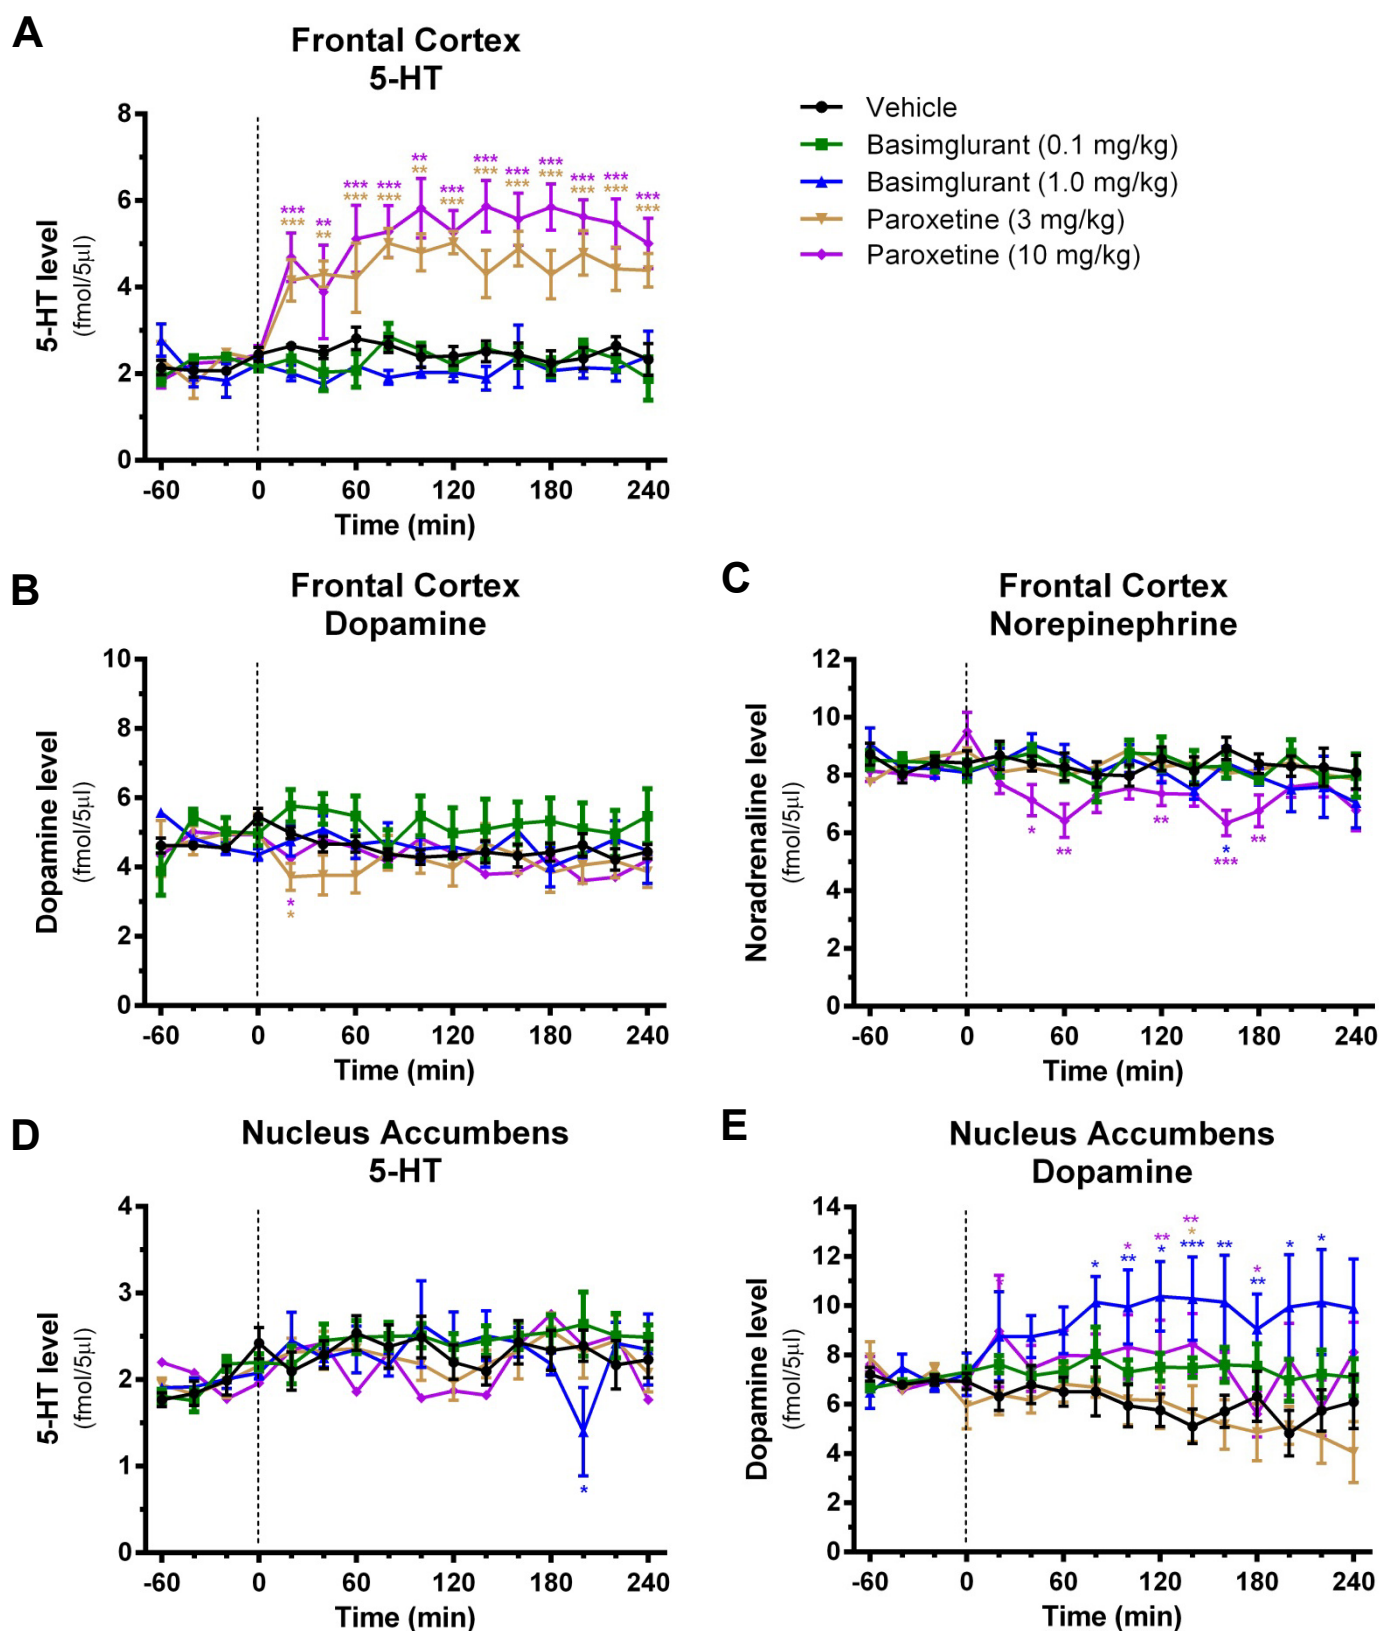 A
Frontal Cortex
5-HT
8
6
4
2
0
5-HT level
(fmol/5µl)
*** ** *** *** ** *** *** *** *** *** *** ***
*** ** *** *** ** *** *** *** *** *** *** ***
-60 0 60 120 180 240
Time (min)
Vehicle
Basimglurant (0.1 mg/kg)
Basimglurant (1.0 mg/kg)
Paroxetine (3 mg/kg)
Paroxetine (10 mg/kg)
B
Frontal Cortex
Dopamine
10
8
6
4
2
0
Dopamine level
(fmol/5µl)
*
*
-60 0 60 120 180 240
Time (min)
C
Frontal Cortex
Norepinephrine
12
10
8
6
4
2
0
Noradrenaline level
(fmol/5µl)
* ** ** * **
***
-60 0 60 120 180 240
Time (min)
D
Nucleus Accumbens
5-HT
4
3
2
1
0
5-HT level
(fmol/5µl)
*
-60 0 60 120 180 240
Time (min)
E
Nucleus Accumbens
Dopamine
14
12
10
8
6
4
2
0
Dopamine level
(fmol/5µl)
**
* ** * *
* * ** * *** ** ** * *
-60 0 60 120 180 240
Time (min)